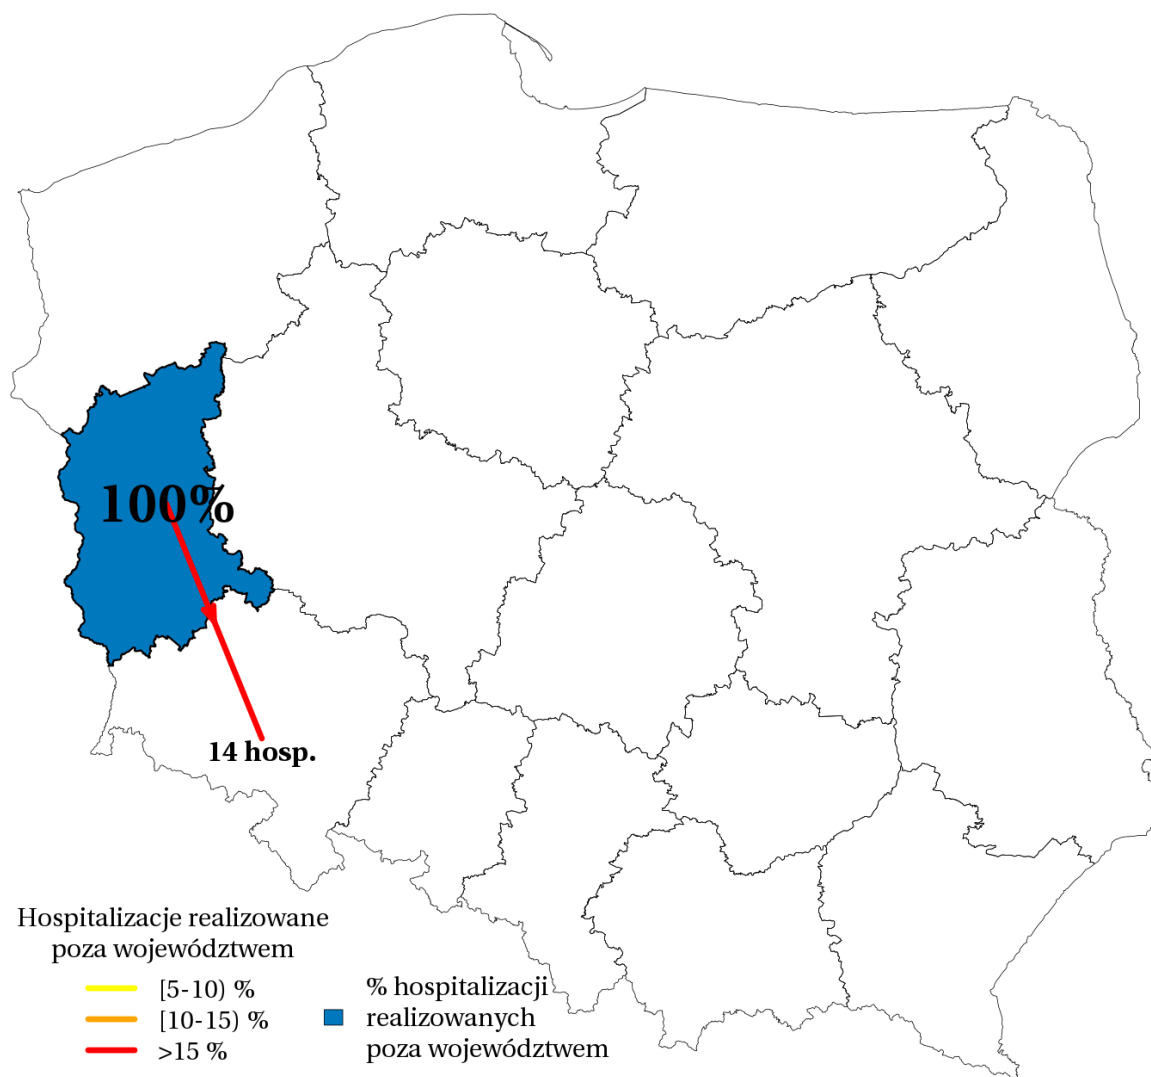 100%
14 hosp.
Hospitalizacje realizowane
poza województwem
[5-10) %
[10-15) %
>15 %
% hospitalizacji
realizowanych
poza województwem